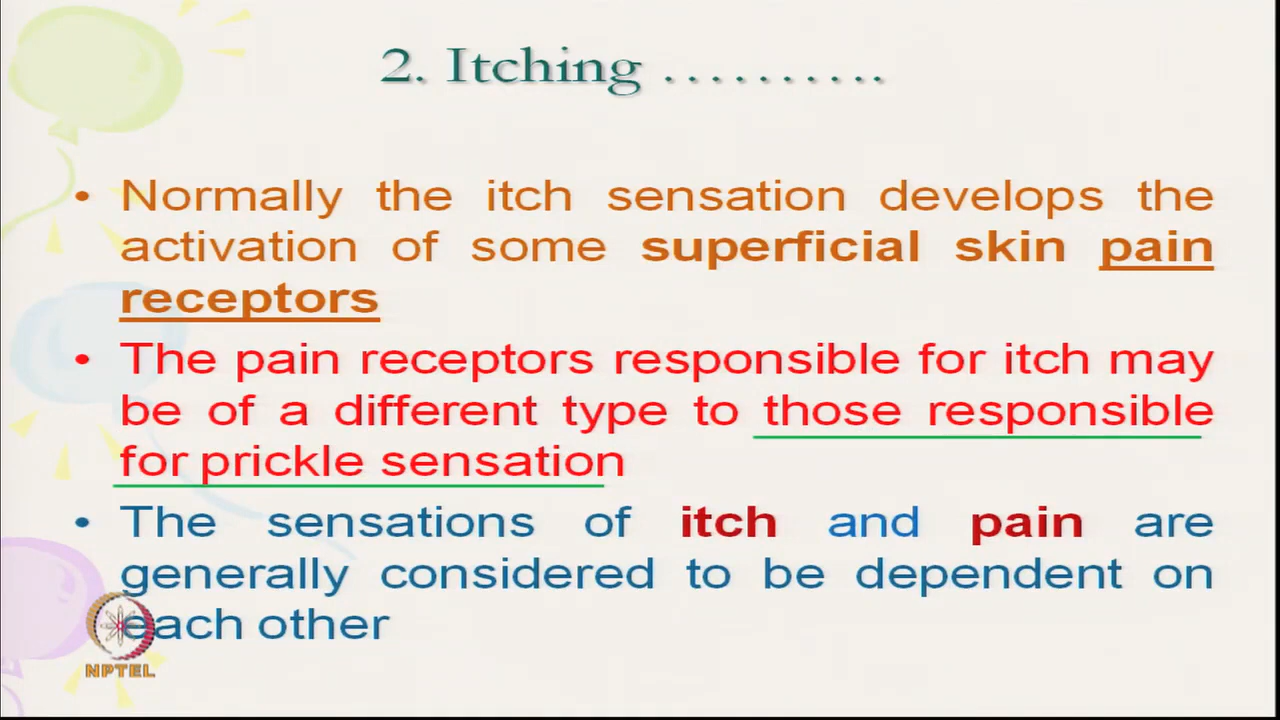 2. Itching ..........
• Normally the itch sensation develops the
activation of some superficial skin pain
receptors
• The pain receptors responsible for itch may
be of a different type to those responsible
for prickle sensation
• The sensations of itch and pain are
generally considered to be dependent on
each other
NPTEL